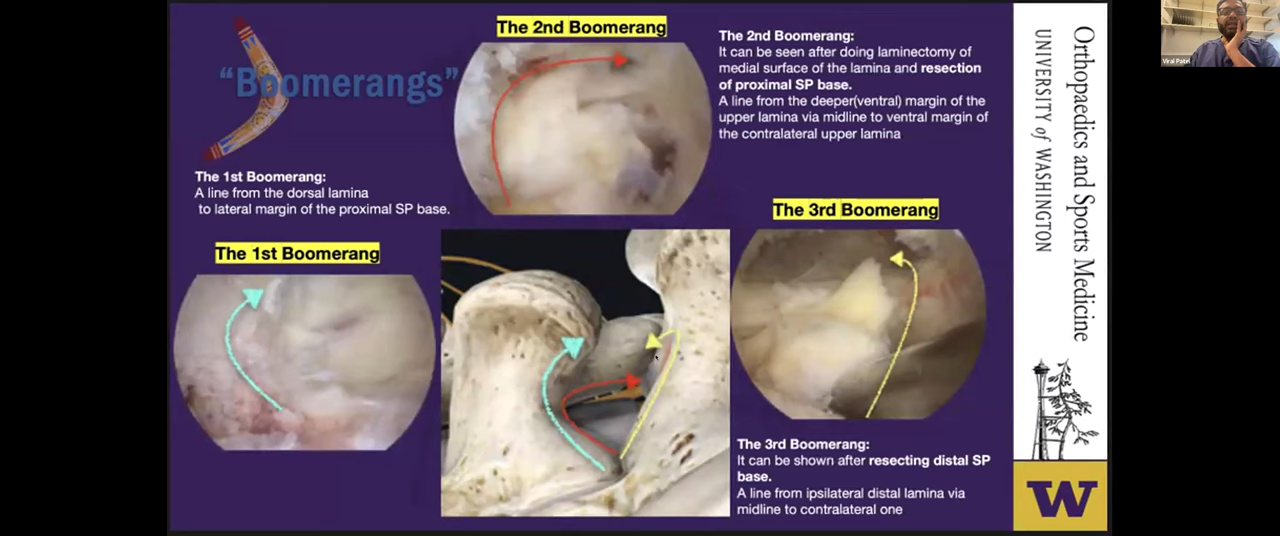 "Boomerangs"
The 1st Boomerang:
A line from the dorsal lamina
to lateral margin of the proximal SP base.
The 1st Boomerang
The 2nd Boomerang
The 2nd Boomerang:
It can be seen after doing laminectomy of
medial surface of the lamina and resection
of proximal SP base.
A line from the deeper(ventral) margin of the
upper lamina via midline to ventral margin of
the contralateral upper lamina
The 3rd Boomerang
The 3rd Boomerang:
It can be shown after resecting distal SP
base.
A line from ipsilateral distal lamina via
midline to contralateral one
Orthopaedics and Sports Medicine
UNIVERSITY of WASHINGTON
W
Viral Patel